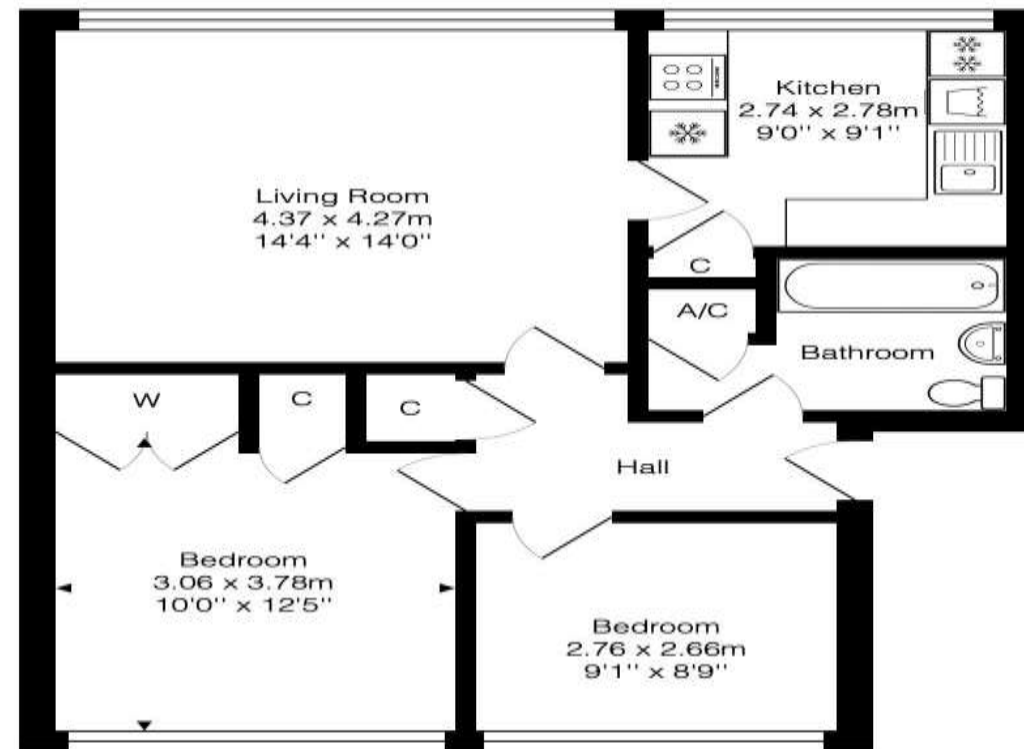 Kitchen
2.74 x 2.78m
9'0'' x 9'1''
Living Room
4.37 x 4.27m
14'4'' x 14'0''
C
A/C
Bathroom
W
C
C
Hall
Bedroom
3.06 x 3.78m
10'0'' x 12'5''
Bedroom
2.76 x 2.66m
9'1'' x 8'9''